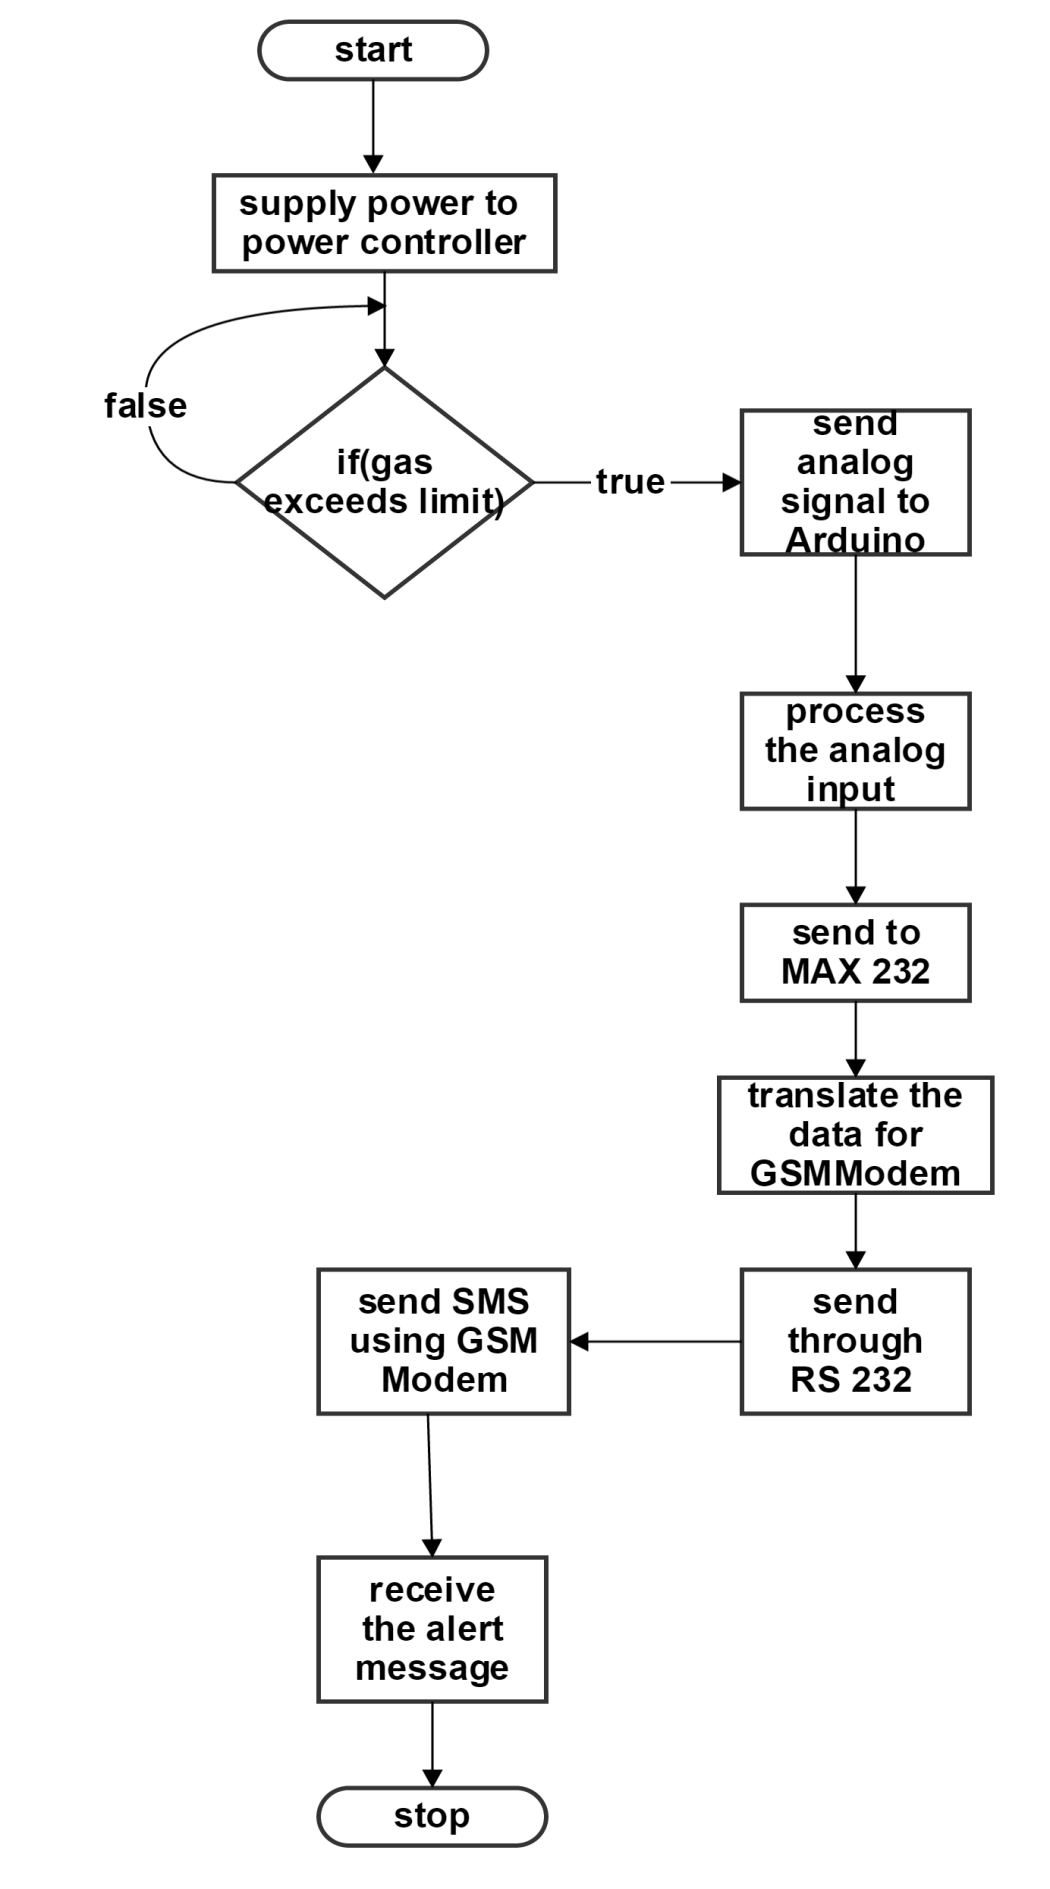 start
supply power to
power controller
false
if(gas
exceeds limit)
true
send
analog
signal to
Arduino
process
the analog
input
send to
MAX 232
translate the
data for
GSMModem
send
through
RS 232
send SMS
using GSM
Modem
receive
the alert
message
stop